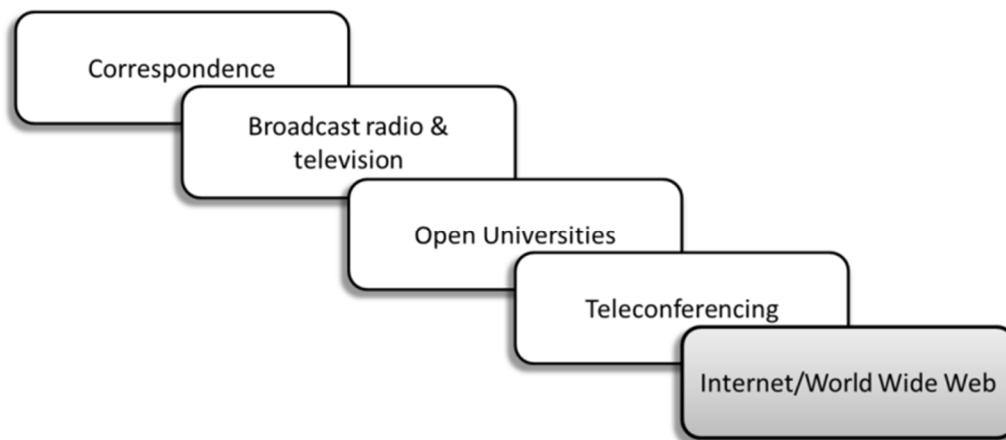 Correspondence
Broadcast radio &
television
Open Universities
Teleconferencing
Internet/World Wide Web